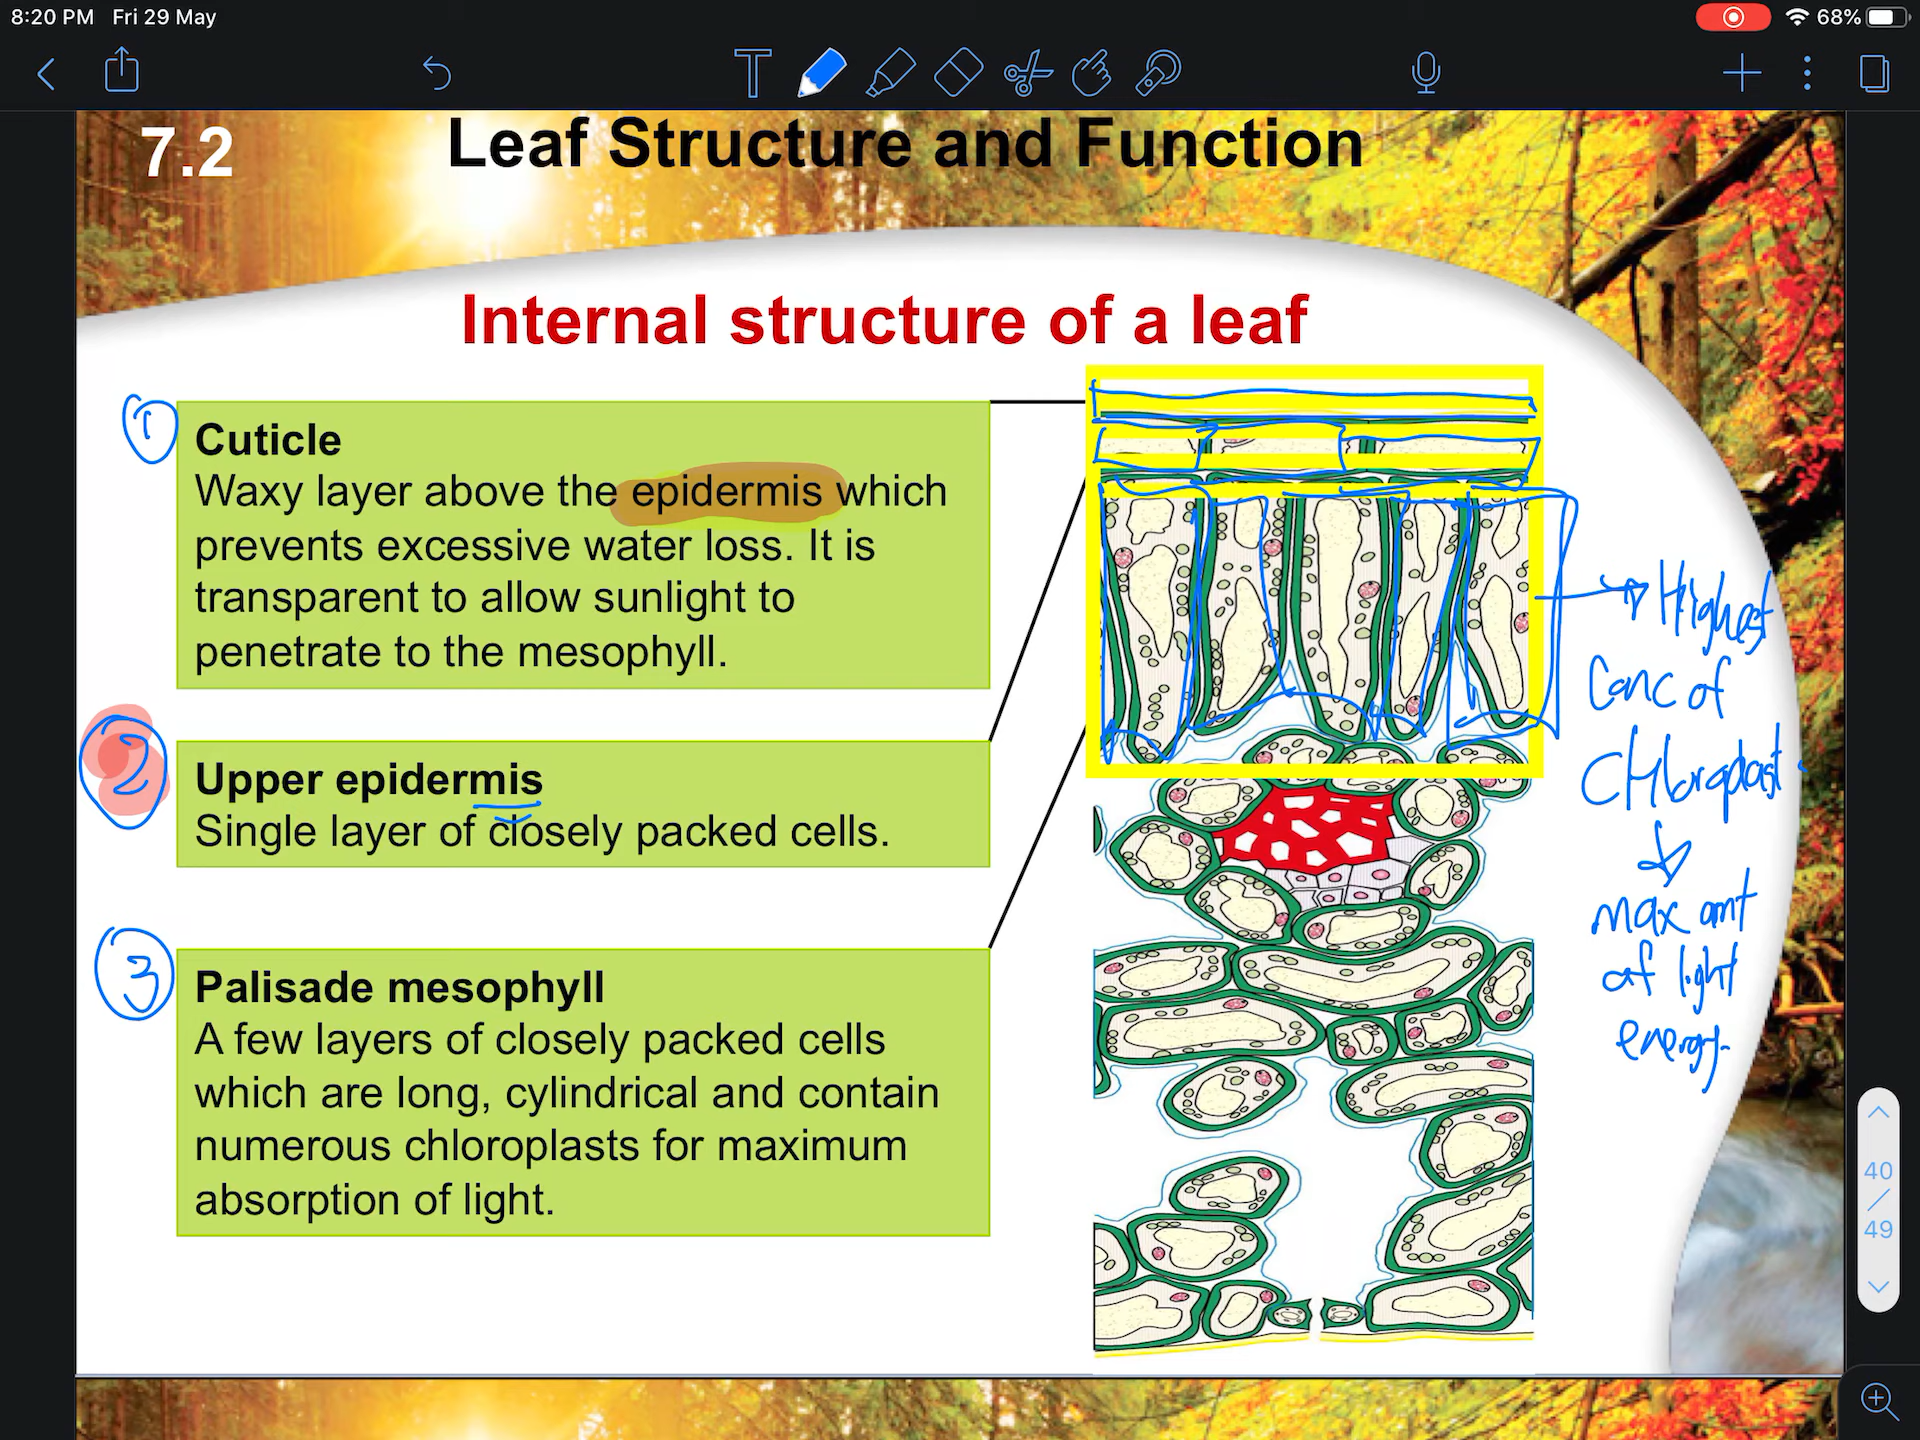 8:20 PM Fri 29 May
68%
T
7.2
Leaf Structure and Function
Internal structure of a leaf
1
Cuticle
Waxy layer above the epidermis which
prevents excessive water loss. It is
transparent to allow sunlight to
penetrate to the mesophyll.
2
Upper epidermis
Single layer of closely packed cells.
3
Palisade mesophyll
A few layers of closely packed cells
which are long, cylindrical and contain
numerous chloroplasts for maximum
absorption of light.
Highest
Conc of
Chloroplast
max amt
of light
energy.
40
/
49